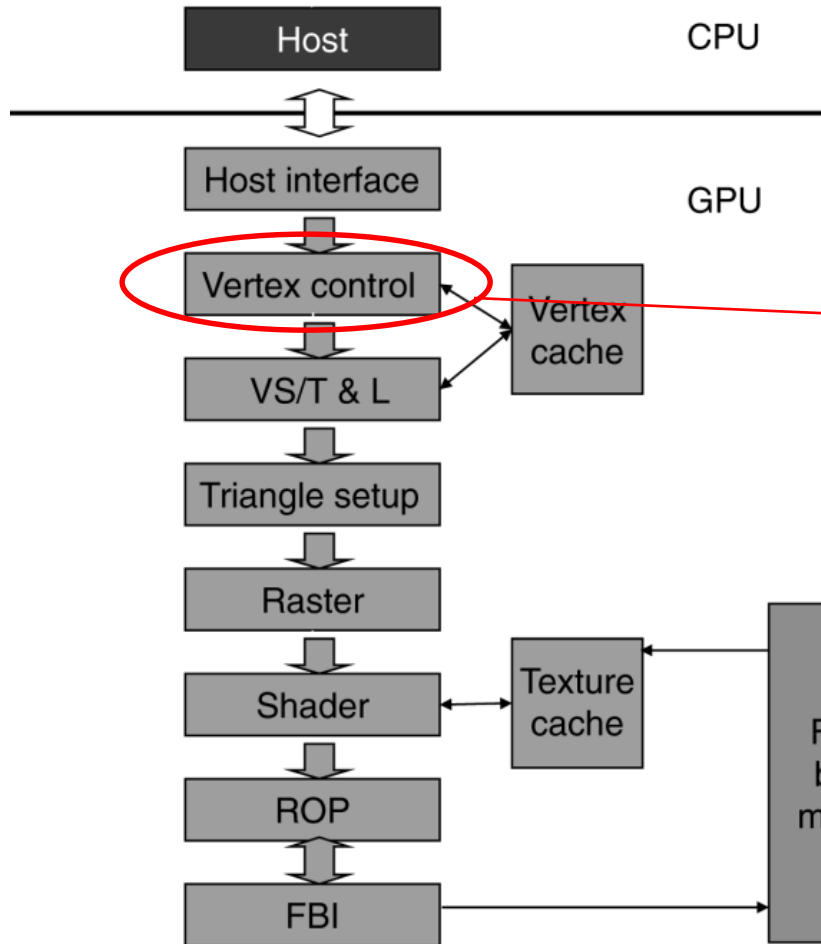 Host
CPU
Host interface
GPU
Vertex control
Vertex
cache
VS/T & L
Triangle setup
Raster
Shader
Texture
cache
ROP
FBI